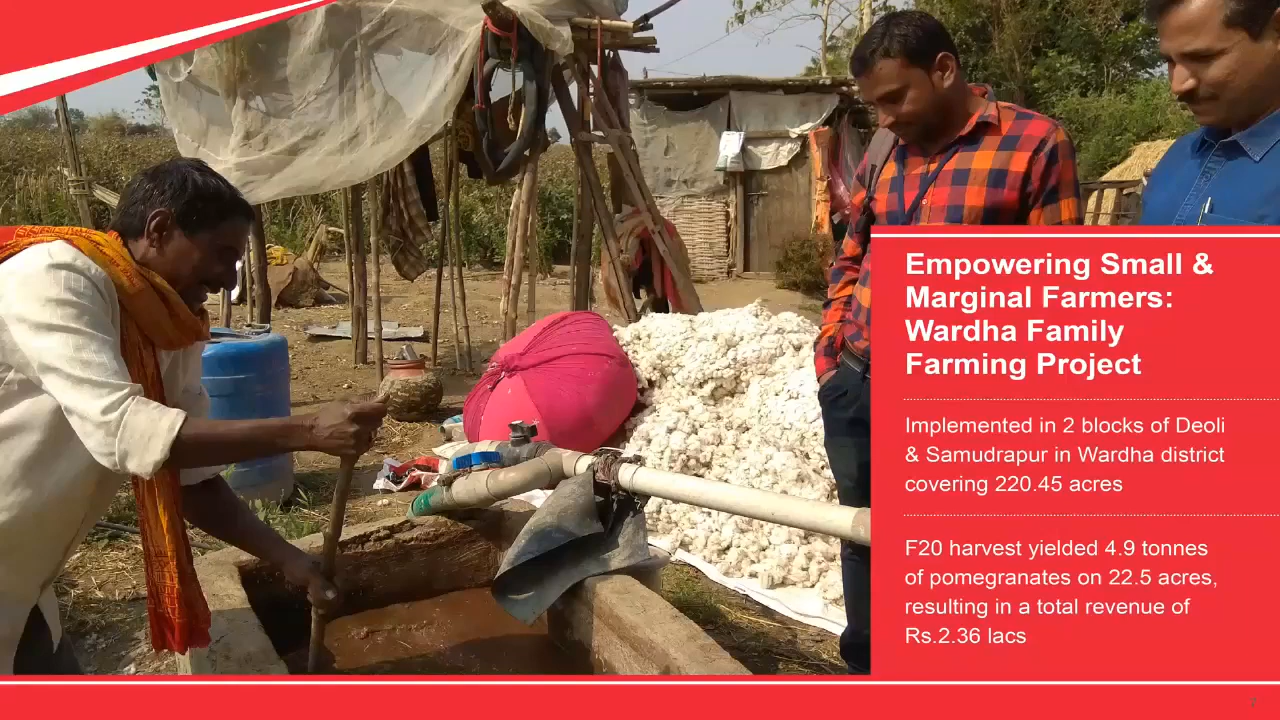 Empowering Small &
Marginal Farmers:
Wardha Family
Farming Project
Implemented in 2 blocks of Deoli
& Samudrapur in Wardha district
covering 220.45 acres
F20 harvest yielded 4.9 tonnes
of pomegranates on 22.5 acres,
resulting in a total revenue of
Rs.2.36 lacs